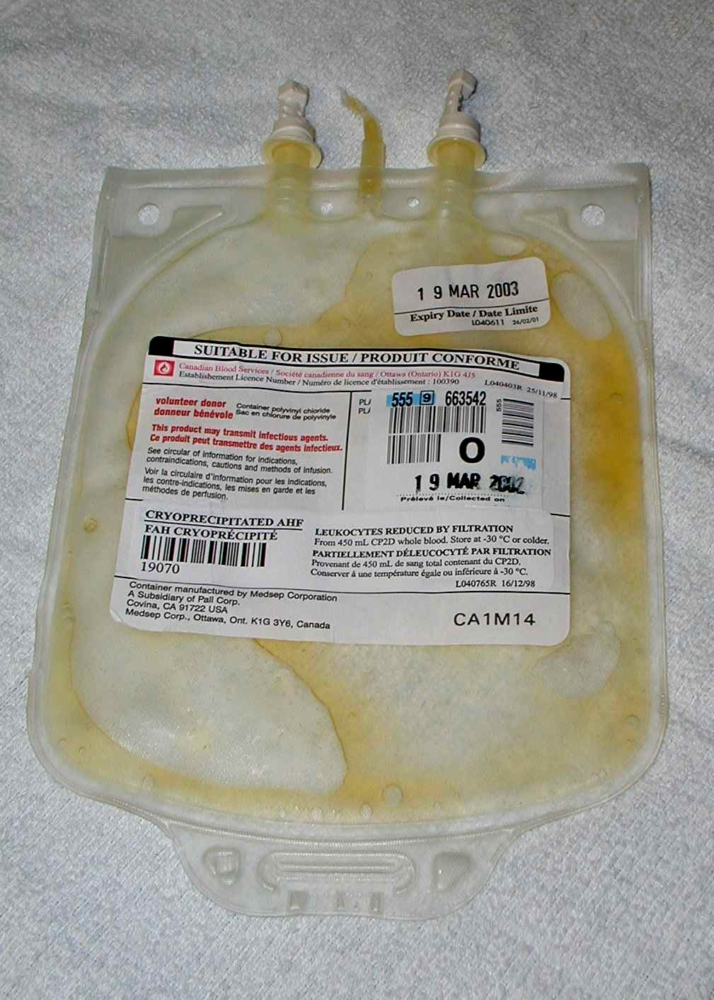 1 9 MAR 2003
Expiry Date / Date Limite
LO40611 26/02/01
SUITABLE FOR ISSUE / PRODUIT CONFORME
Canadian Blood Services / Société canadienne du sang / Ottawa (Ontario) K1G 4J5
Establishement Licence Number / Numéro de licence d'établissement : 100390
L040403R 25/11/98
volunteer donor
donneur bénévole
Container polyvinyl chloride
Sac en chlorure de polyvinyle
This product may transmit infectious agents.
Ce produit peut transmettre des agents infectieux.
See circular of information for indications,
contraindications, cautions and methods of infusion.
Voir la circulaire d'information pour les indications,
les contre-indications, les mises en garde et les
méthodes de perfusion.
PL/
PL/
555 9 663542
555
O
1 9 MAR 2002
Prélevé le/Collected on
CRYOPRECIPITATED AHF
FAH CRYOPRÉCIPITÉ
19070
LEUKOCYTES REDUCED BY FILTRATION
From 450 mL CP2D whole blood. Store at -30 °C or colder.
PARTIELLEMENT DÉLEUCOCYTÉ PAR FILTRATION
Provenant de 450 mL de sang total contenant du CP2D.
Conserver à une température égale ou inférieure à -30 °C.
L040765R 16/12/98
Container manufactured by Medsep Corporation
A Subsidiary of Pall Corp.
Covina, CA 91722 USA
Medsep Corp., Ottawa, Ont. K1G 3Y6, Canada
CA1M14